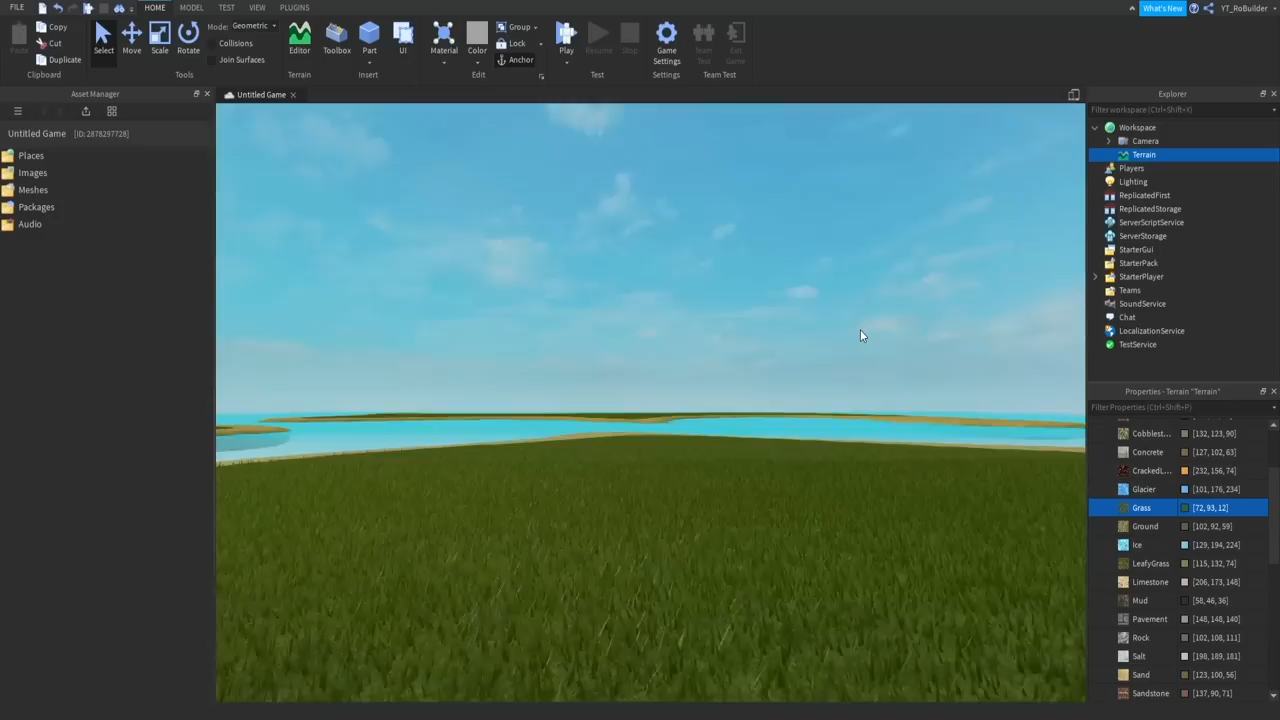 FILE HOME MODEL TEST VIEW PLUGINS What's New YT_RoBuilder
Paste Copy Cut Duplicate Clipboard
Select Move Scale Rotate Mode: Geometric Collisions Join Surfaces Tools
Editor Terrain
Toolbox Part UI Insert
Material Color Group Lock Anchor Edit
Play Resume Stop Test
Game Settings Settings
Team Test Exit Game Team Test
Asset Manager
Untitled Game [ID: 2878297728]
Places
Images
Meshes
Packages
Audio
Untitled Game
Explorer
Filter workspace (Ctrl+Shift+X)
Workspace
Camera
Terrain
Players
Lighting
ReplicatedFirst
ReplicatedStorage
ServerScriptService
ServerStorage
StarterGui
StarterPack
StarterPlayer
Teams
SoundService
Chat
LocalizationService
TestService
Properties - Terrain "Terrain"
Filter Properties (Ctrl+Shift+P)
Cobblest... [132, 123, 90]
Concrete [127, 102, 63]
CrackedL... [232, 156, 74]
Glacier [101, 176, 234]
Grass [72, 93, 12]
Ground [102, 92, 59]
Ice [129, 194, 224]
LeafyGrass [115, 132, 74]
Limestone [206, 173, 148]
Mud [58, 46, 36]
Pavement [148, 148, 140]
Rock [102, 108, 111]
Salt [198, 189, 181]
Sand [123, 100, 56]
Sandstone [137, 90, 71]